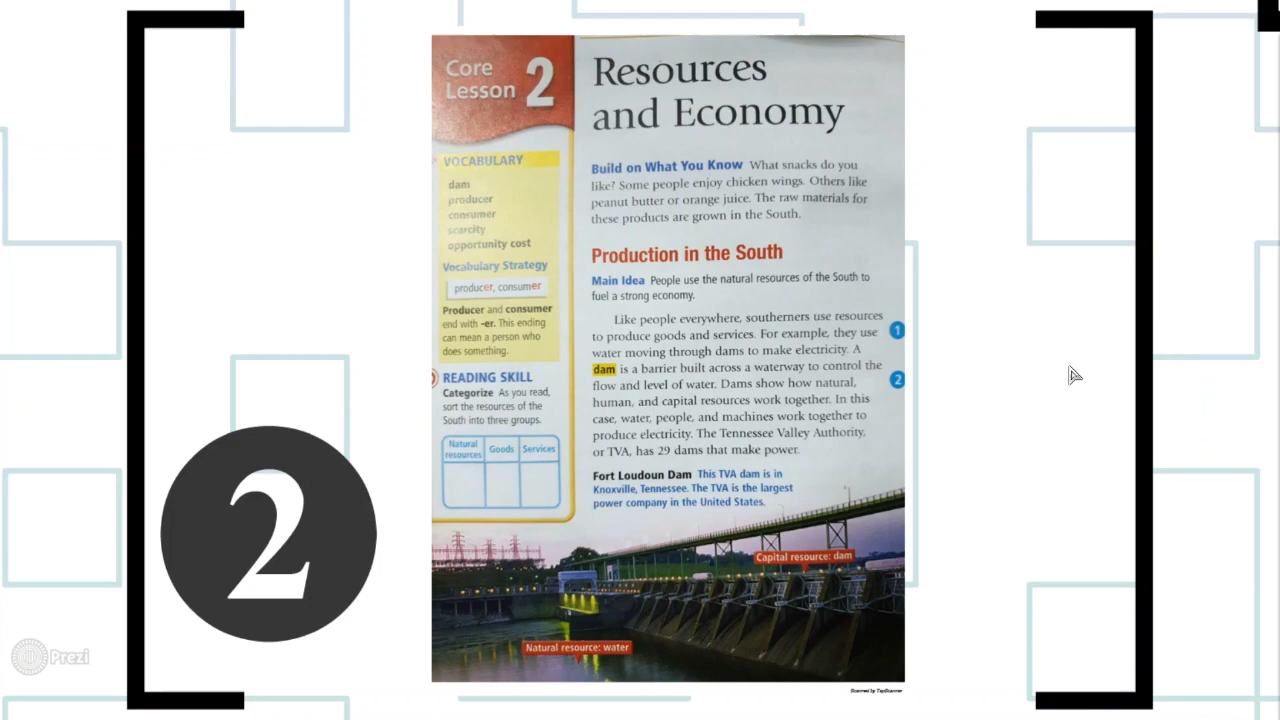 Core
Lesson 2
Resources
and Economy
VOCABULARY
dam
producer
consumer
scarcity
opportunity cost
Vocabulary Strategy
producer, consumer
Producer and consumer
end with -er. This ending
can mean a person who
does something.
READING SKILL
Categorize As you read,
sort the resources of the
South into three groups.
Natural
resources
Goods
Services
Build on What You Know What snacks do you
like? Some people enjoy chicken wings. Others like
peanut butter or orange juice. The raw materials for
these products are grown in the South.
Production in the South
Main Idea People use the natural resources of the South to
fuel a strong economy.
Like people everywhere, southerners use resources
to produce goods and services. For example, they use
water moving through dams to make electricity. A
dam is a barrier built across a waterway to control the
flow and level of water. Dams show how natural,
human, and capital resources work together. In this
case, water, people, and machines work together to
produce electricity. The Tennessee Valley Authority,
or TVA, has 29 dams that make power.
1
2
Fort Loudoun Dam This TVA dam is in
Knoxville, Tennessee. The TVA is the largest
power company in the United States.
Capital resource: dam
Natural resource: water
2
Prezi
Scanned by TapScanner